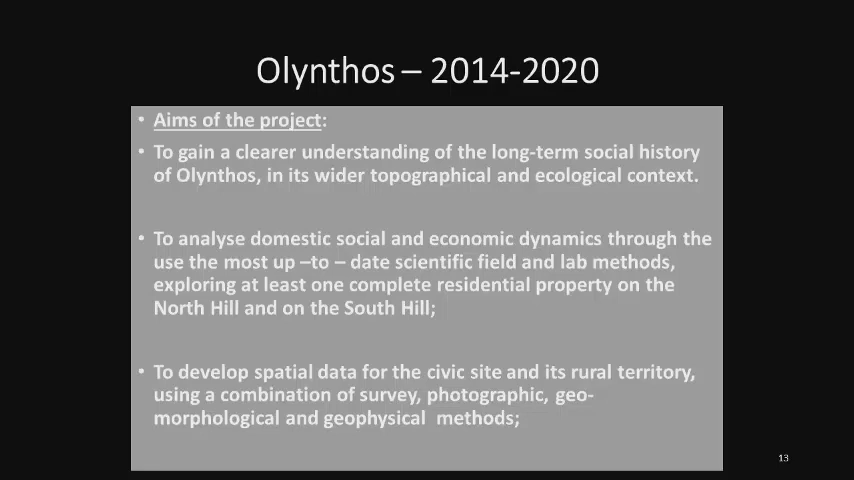 Olynthos – 2014-2020
• Aims of the project:
• To gain a clearer understanding of the long-term social history
of Olynthos, in its wider topographical and ecological context.
• To analyse domestic social and economic dynamics through the
use the most up –to – date scientific field and lab methods,
exploring at least one complete residential property on the
North Hill and on the South Hill;
• To develop spatial data for the civic site and its rural territory,
using a combination of survey, photographic, geo-
morphological and geophysical  methods;
13